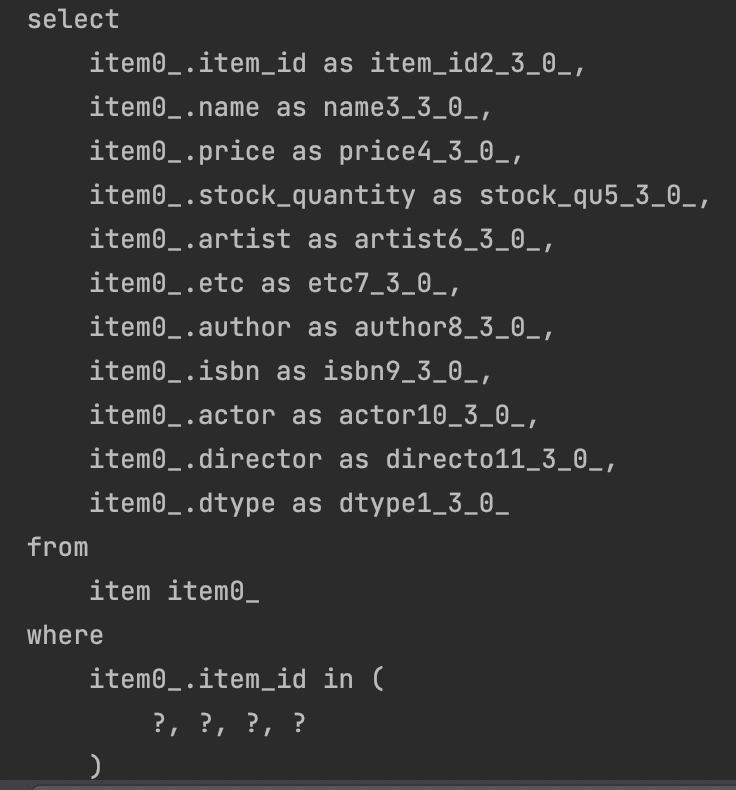 select
item0_.item_id as item_id2_3_0_,
item0_.name as name3_3_0_,
item0_.price as price4_3_0_,
item0_.stock_quantity as stock_qu5_3_0_,
item0_.artist as artist6_3_0_,
item0_.etc as etc7_3_0_,
item0_.author as author8_3_0_,
item0_.isbn as isbn9_3_0_,
item0_.actor as actor10_3_0_,
item0_.director as directo11_3_0_,
item0_.dtype as dtype1_3_0_
from
item item0_
where
item0_.item_id in (
?, ?, ?, ?
)